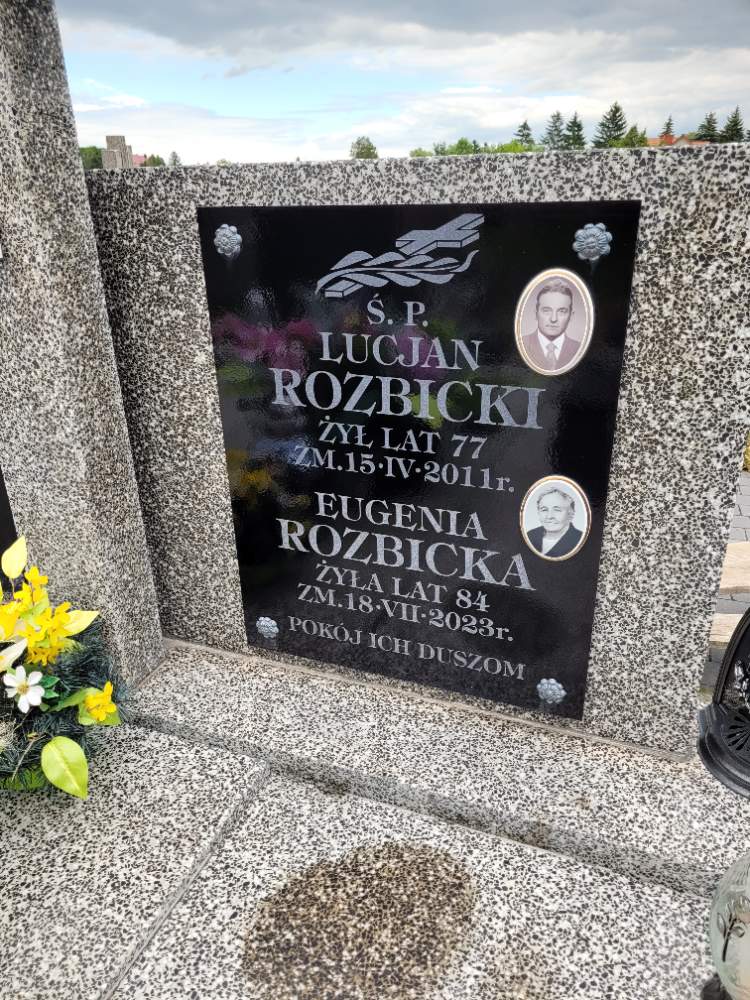 Ś. P.
LUCJAN
ROZBICKI
ŻYŁ LAT 77
ZM.15·IV·2011r.
EUGENIA
ROZBICKA
ŻYŁA LAT 84
ZM.18·VII·2023r.
POKÓJ ICH DUSZOM